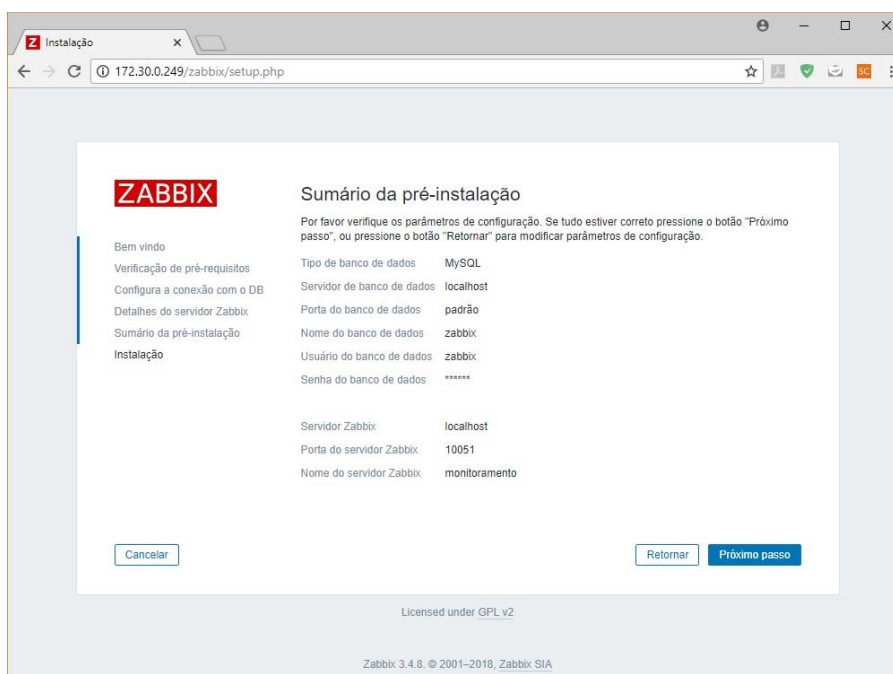 Z Instalação
172.30.0.249/zabbix/setup.php
SC
ZABBIX
Bem vindo
Verificação de pré-requisitos
Configura a conexão com o DB
Detalhes do servidor Zabbix
Sumário da pré-instalação
Instalação
Sumário da pré-instalação
Por favor verifique os parâmetros de configuração. Se tudo estiver correto pressione o botão "Próximo
passo", ou pressione o botão "Retornar" para modificar parâmetros de configuração.
Tipo de banco de dados MySQL
Servidor de banco de dados localhost
Porta do banco de dados padrão
Nome do banco de dados zabbix
Usuário do banco de dados zabbix
Senha do banco de dados ******
Servidor Zabbix localhost
Porta do servidor Zabbix 10051
Nome do servidor Zabbix monitoramento
Cancelar
Retornar
Próximo passo
Licensed under GPL v2
Zabbix 3.4.8. © 2001–2018, Zabbix SIA